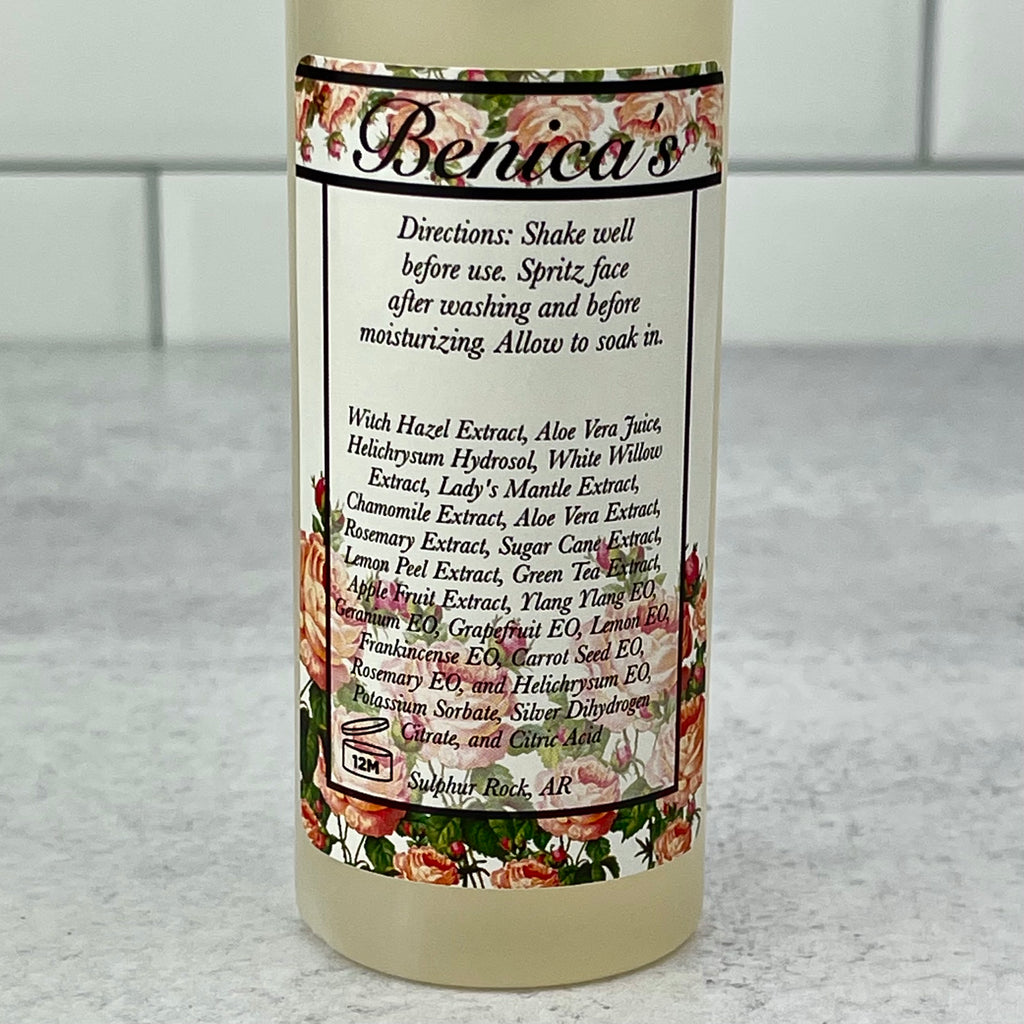 Benica's
Directions: Shake well
before use. Spritz face
after washing and before
moisturizing. Allow to soak in.
Witch Hazel Extract, Aloe Vera Juice,
Helichrysum Hydrosol, White Willow
Extract, Lady's Mantle Extract,
Chamomile Extract, Aloe Vera Extract,
Rosemary Extract, Sugar Cane Extract,
Lemon Peel Extract, Green Tea Extract,
Apple Fruit Extract, Ylang Ylang EO,
Geranium EO, Grapefruit EO, Lemon EO,
Frankincense EO, Carrot Seed EO,
Rosemary EO, and Helichrysum EO,
Potassium Sorbate, Silver Dihydrogen
Citrate, and Citric Acid
12M
Sulphur Rock, AR